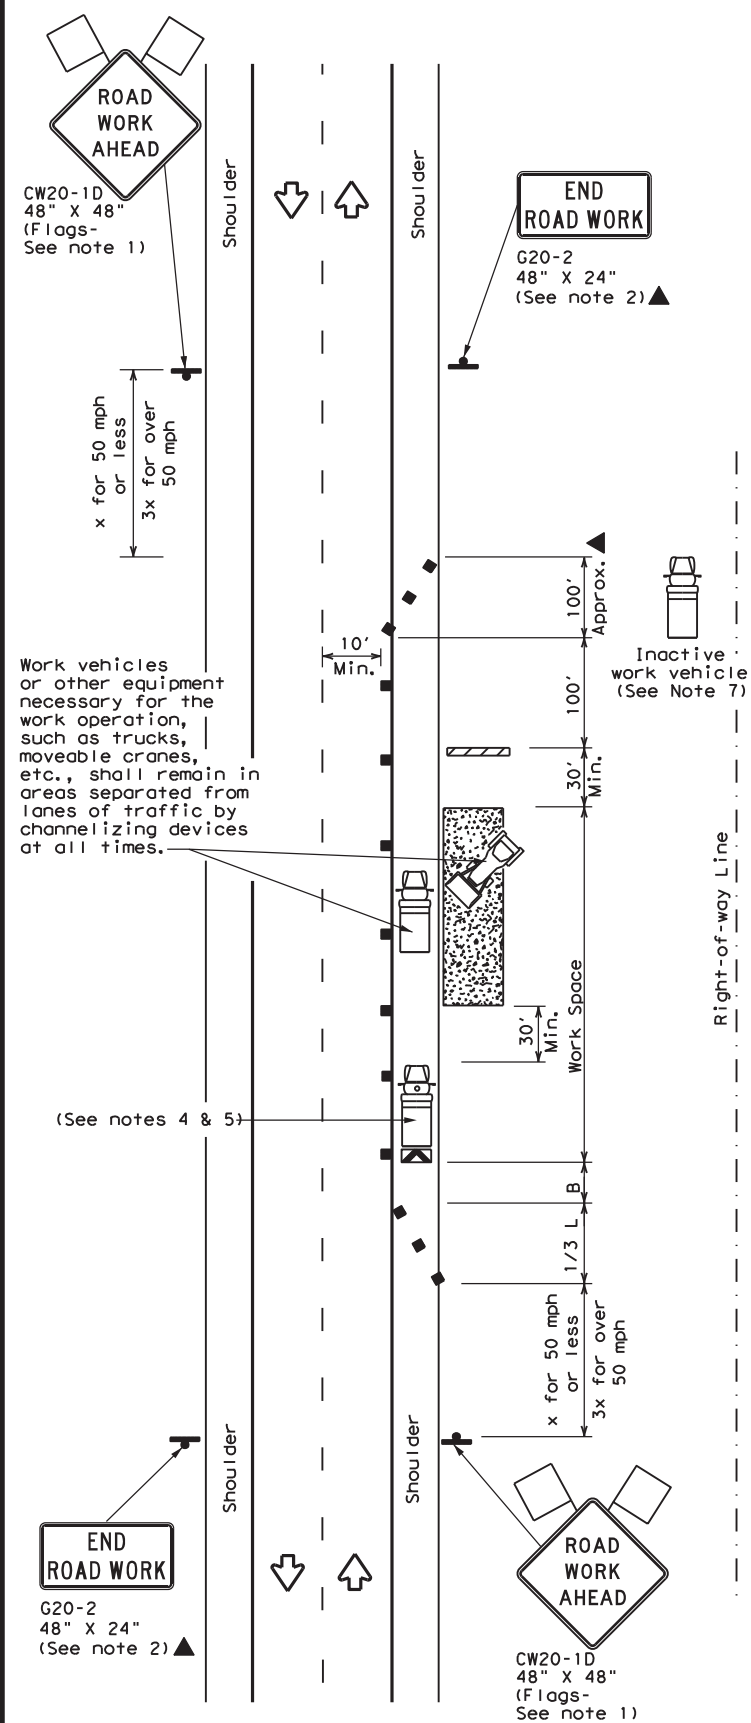 ROAD
WORK
AHEAD
CW20-1D
48" X 48"
(Flags-
See note 1)
Shoulder
Shoulder
END
ROAD WORK
G20-2
48" X 24"
(See note 2)
x for 50 mph
or less
3x for over
50 mph
100'
Approx.
10'
Min.
100'
Inactive
work vehicle
(See Note 7)
Work vehicles
or other equipment
necessary for the
work operation,
such as trucks,
moveable cranes,
etc., shall remain in
areas separated from
lanes of traffic by
channelizing devices
at all times.
30'
Min.
Right-of-way Line
Work Space
30'
Min.
(See notes 4 & 5)
B
1/3 L
x for 50 mph
or less
3x for over
50 mph
Shoulder
Shoulder
END
ROAD WORK
G20-2
48" X 24"
(See note 2)
ROAD
WORK
AHEAD
CW20-1D
48" X 48"
(Flags-
See note 1)